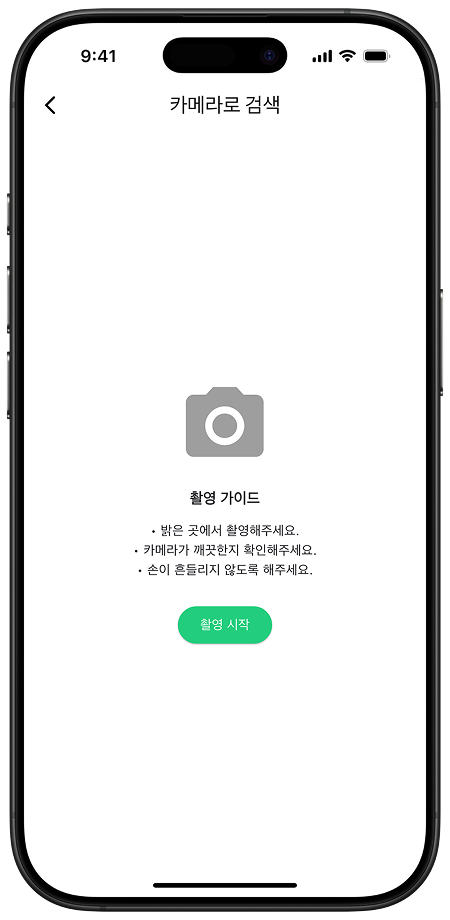 9:41
카메라로 검색
촬영 가이드
• 밝은 곳에서 촬영해주세요.
• 카메라가 깨끗한지 확인해주세요.
• 손이 흔들리지 않도록 해주세요.
촬영 시작